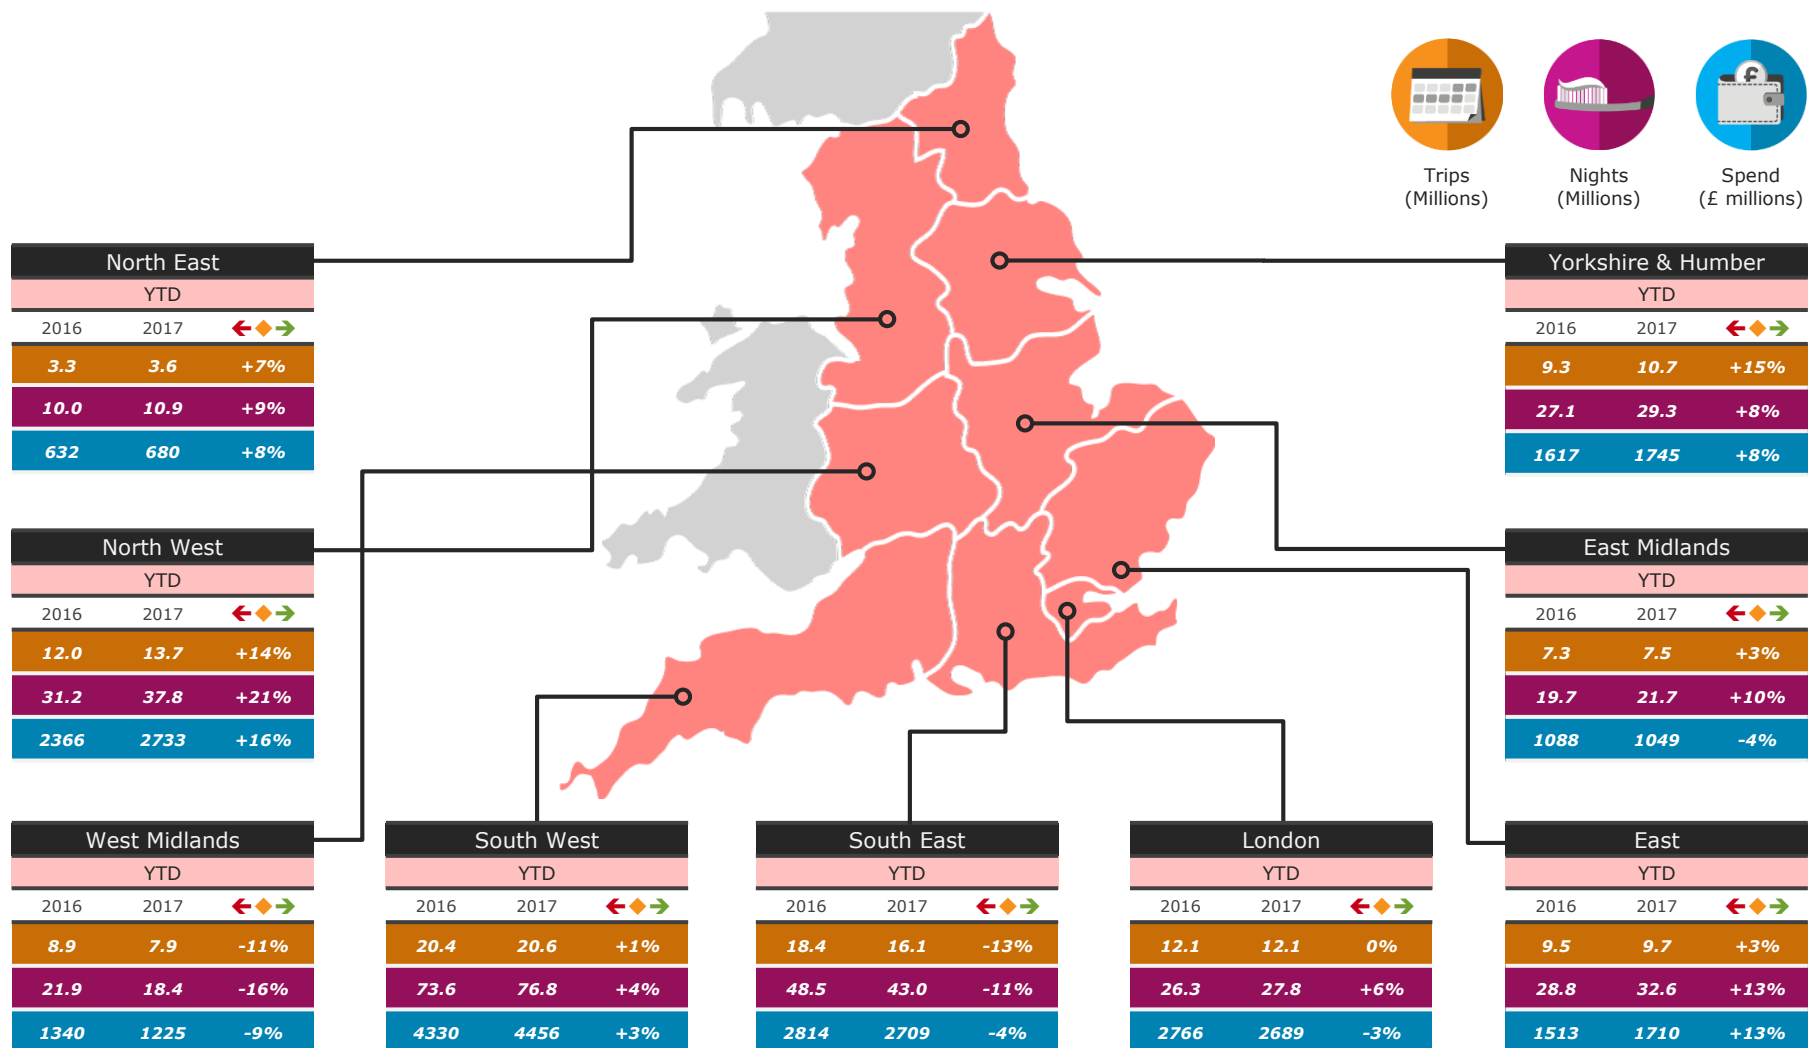 £
Trips
(Millions)
Nights
(Millions)
Spend
(£ millions)
North East
YTD
2016 2017
3.3 3.6 +7%
10.0 10.9 +9%
632 680 +8%
Yorkshire & Humber
YTD
2016 2017
9.3 10.7 +15%
27.1 29.3 +8%
1617 1745 +8%
North West
YTD
2016 2017
12.0 13.7 +14%
31.2 37.8 +21%
2366 2733 +16%
East Midlands
YTD
2016 2017
7.3 7.5 +3%
19.7 21.7 +10%
1088 1049 -4%
West Midlands
YTD
2016 2017
8.9 7.9 -11%
21.9 18.4 -16%
1340 1225 -9%
South West
YTD
2016 2017
20.4 20.6 +1%
73.6 76.8 +4%
4330 4456 +3%
South East
YTD
2016 2017
18.4 16.1 -13%
48.5 43.0 -11%
2814 2709 -4%
London
YTD
2016 2017
12.1 12.1 0%
26.3 27.8 +6%
2766 2689 -3%
East
YTD
2016 2017
9.5 9.7 +3%
28.8 32.6 +13%
1513 1710 +13%